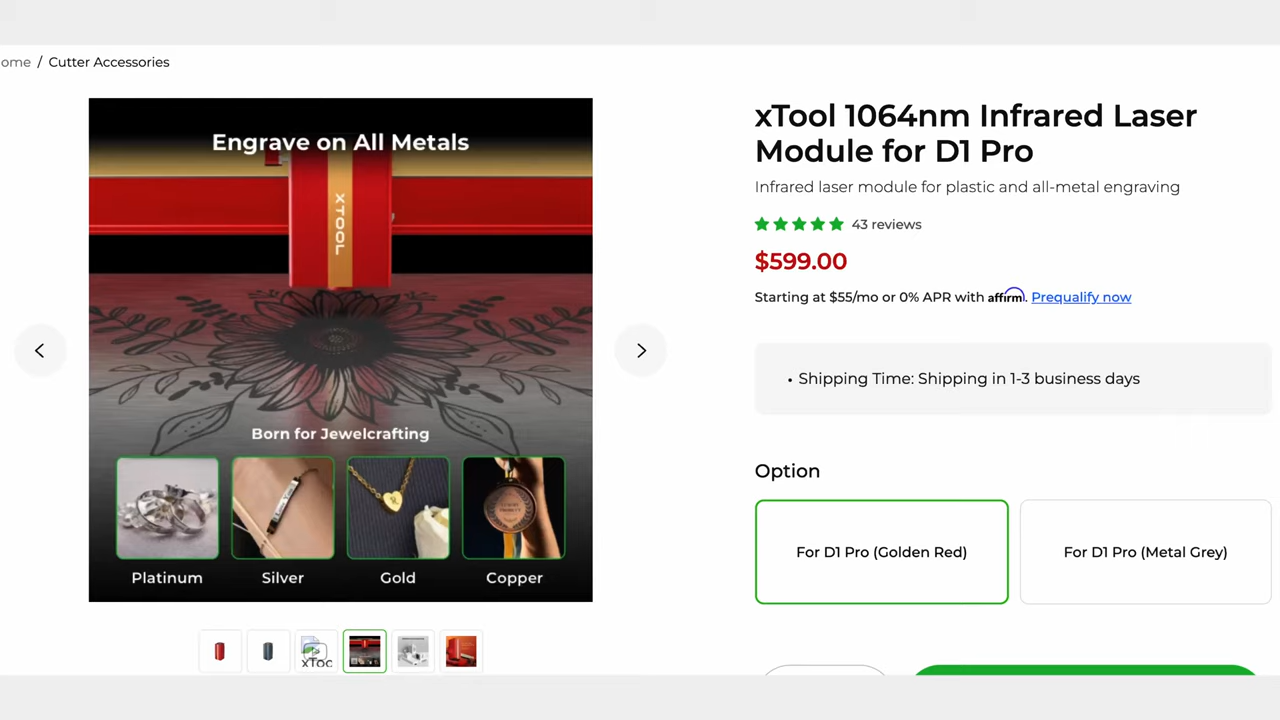 ome / Cutter Accessories
Engrave on All Metals
XTOOL
Born for Jewelcrafting
Platinum
Silver
Gold
Copper
xToc
xTool 1064nm Infrared Laser
Module for D1 Pro
Infrared laser module for plastic and all-metal engraving
43 reviews
$599.00
Starting at $55/mo or 0% APR with affirm. Prequalify now
• Shipping Time: Shipping in 1-3 business days
Option
For D1 Pro (Golden Red)
For D1 Pro (Metal Grey)